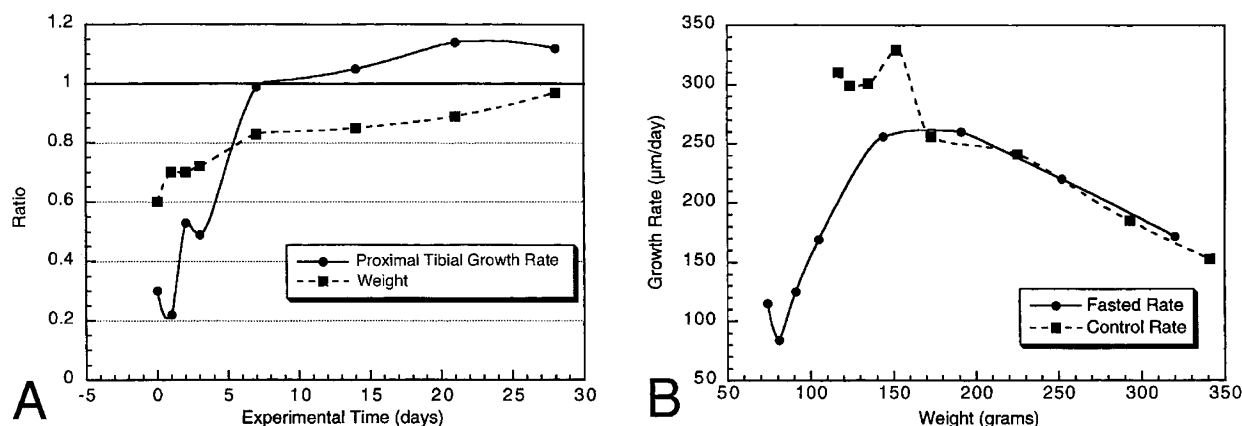 1.2
1
0.8
0.6
0.4
0.2
0
Ratio
-5 0 5 10 15 20 25 30
Experimental Time (days)
Proximal Tibial Growth Rate
Weight
A
350
300
250
200
150
100
50
Growth Rate (µm/day)
50 100 150 200 250 300 350
Weight (grams)
Fasted Rate
Control Rate
B